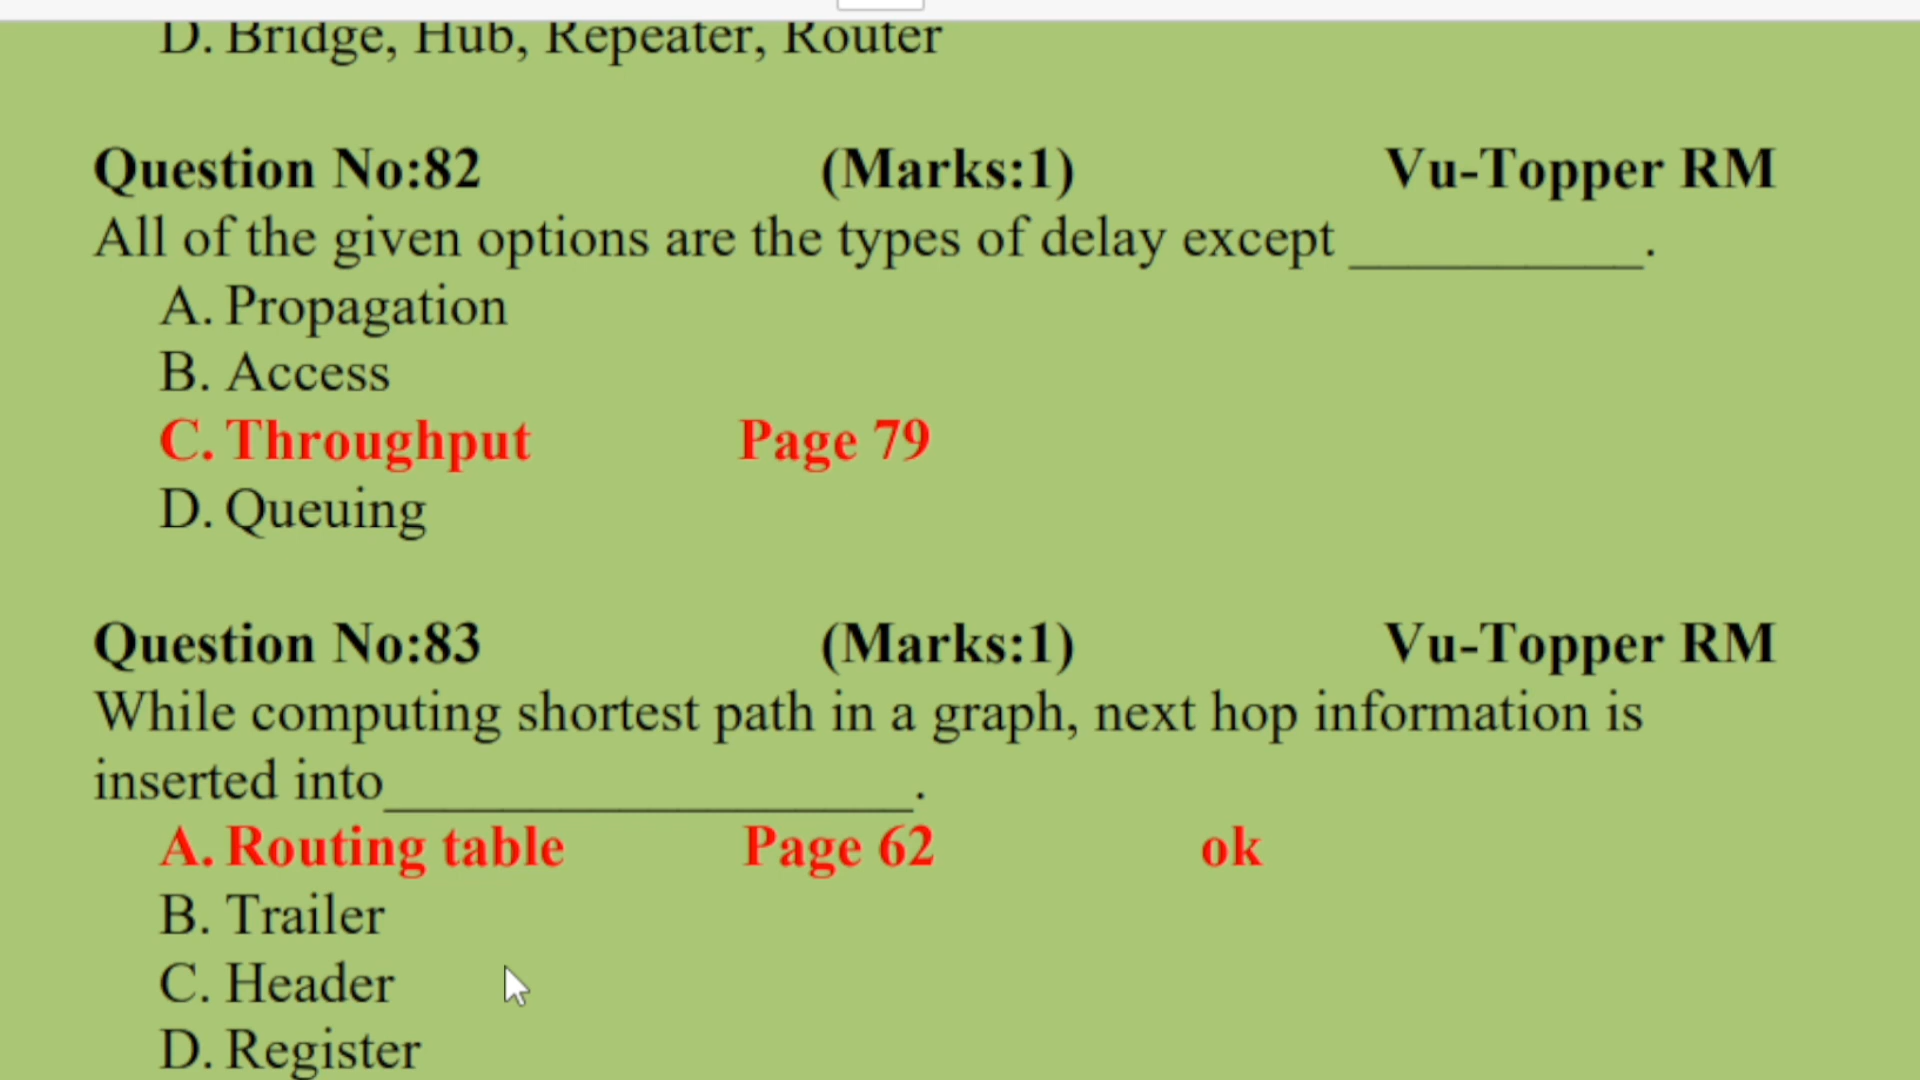 D. Bridge, Hub, Repeater, Router
Question No:82 (Marks:1) Vu-Topper RM
All of the given options are the types of delay except __________.
A. Propagation
B. Access
C. Throughput Page 79
D. Queuing
Question No:83 (Marks:1) Vu-Topper RM
While computing shortest path in a graph, next hop information is
inserted into__________________.
A. Routing table Page 62 ok
B. Trailer
C. Header
D. Register